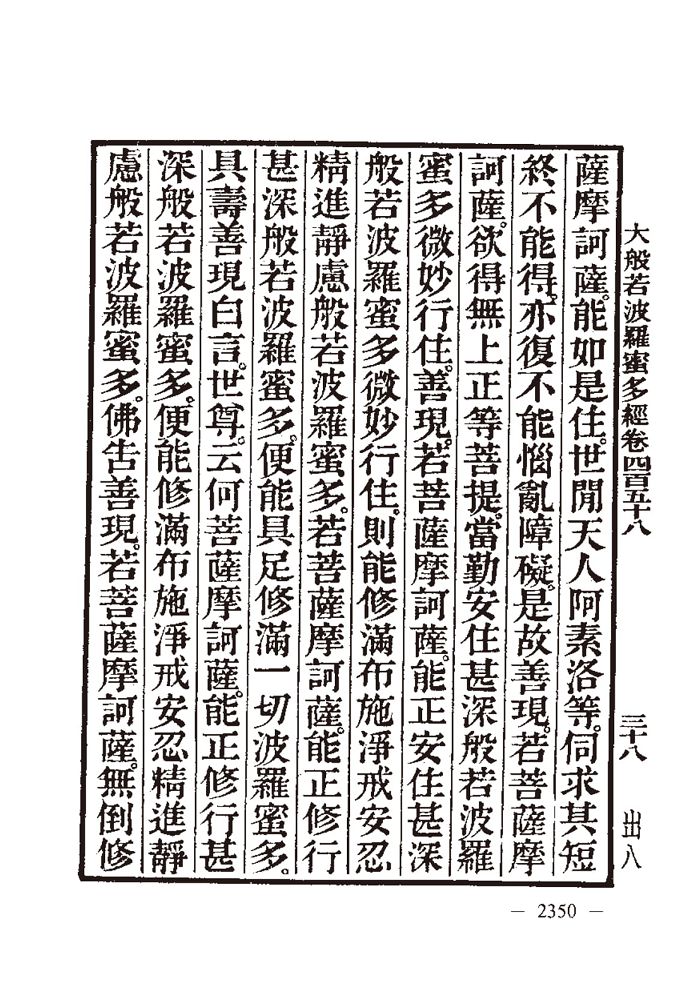 大般若波羅蜜多經卷四百五十八 三十八 出八
薩摩訶薩。能如是住。世間天人阿素洛等。伺求其短
終不能得。亦復不能惱亂障礙。是故善現。若菩薩摩
訶薩。欲得無上正等菩提。當勤安住甚深般若波羅
蜜多微妙行住。善現。若菩薩摩訶薩。能正安住甚深
般若波羅蜜多微妙行住。則能修滿布施淨戒安忍
精進靜慮般若波羅蜜多。若菩薩摩訶薩。能正修行
甚深般若波羅蜜多。便能具足修滿一切波羅蜜多。
具壽善現白言。世尊。云何菩薩摩訶薩。能正修行甚
深般若波羅蜜多。便能修滿布施淨戒安忍精進靜
慮般若波羅蜜多。佛告善現。若菩薩摩訶薩。無倒修
— 2350 —